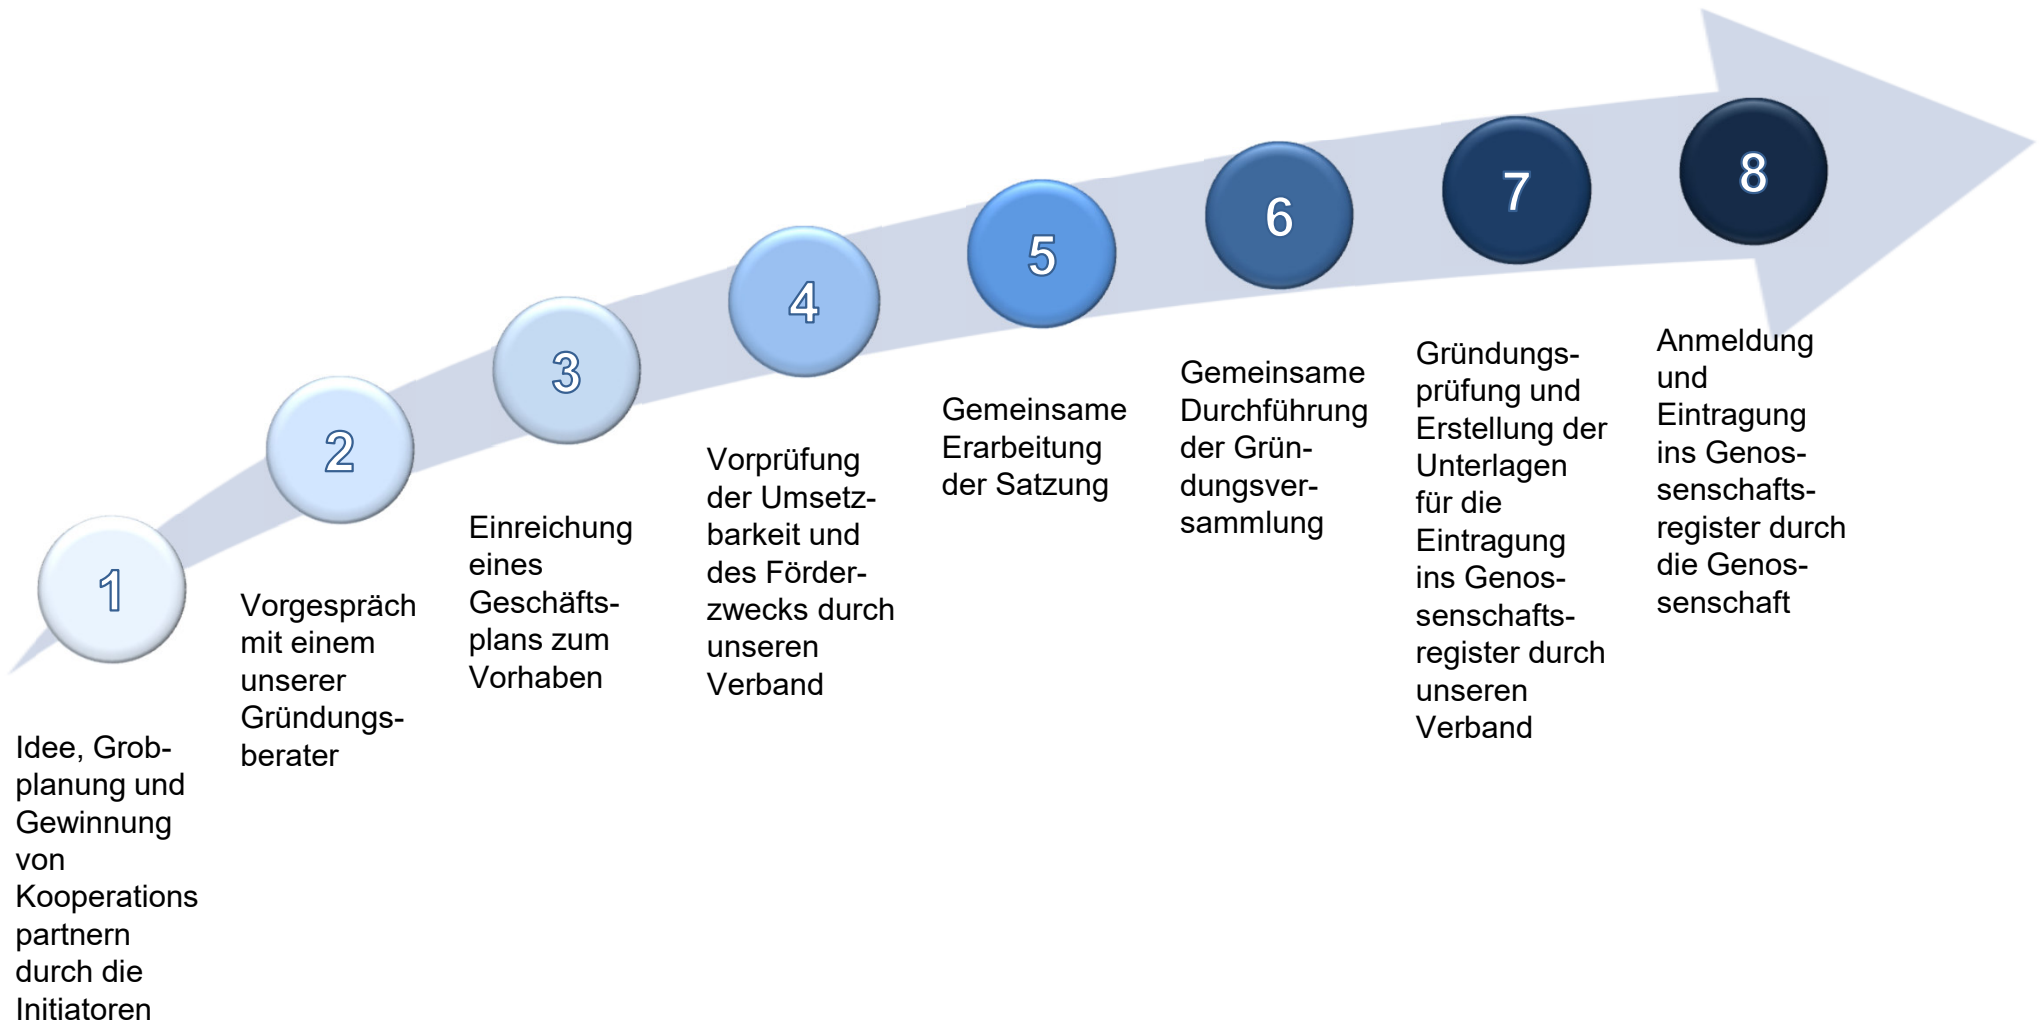 1
Idee, Grob-
planung und
Gewinnung
von
Kooperations
partnern
durch die
Initiatoren
2
Vorgespräch
mit einem
unserer
Gründungs-
berater
3
Einreichung
eines
Geschäfts-
plans zum
Vorhaben
4
Vorprüfung
der Umsetz-
barkeit und
des Förder-
zwecks durch
unseren
Verband
5
Gemeinsame
Erarbeitung
der Satzung
6
Gemeinsame
Durchführung
der Grün-
dungsver-
sammlung
7
Gründungs-
prüfung und
Erstellung der
Unterlagen
für die
Eintragung
ins Genos-
senschafts-
register durch
unseren
Verband
8
Anmeldung
und
Eintragung
ins Genos-
senschafts-
register durch
die Genos-
senschaft